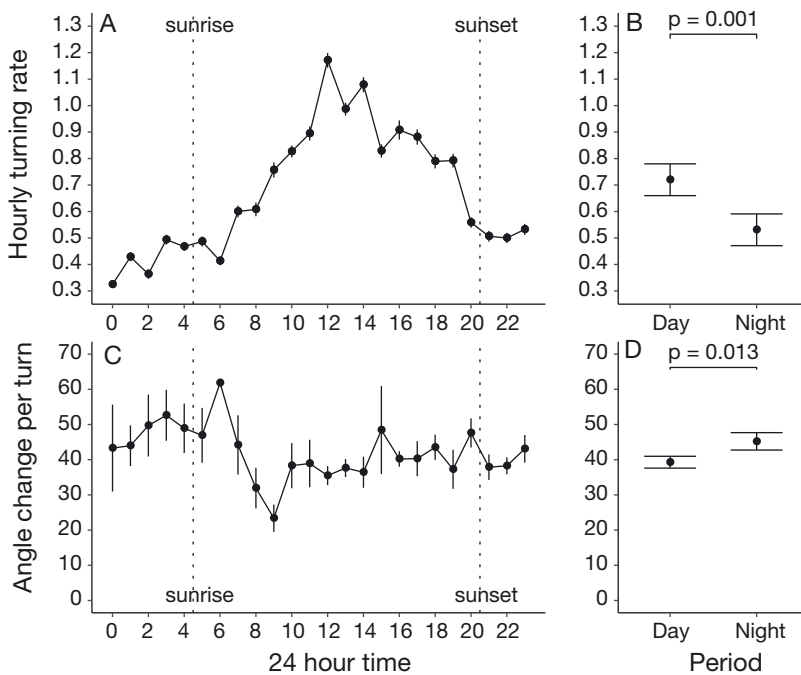 A
sunrise
sunset
Hourly turning rate
1.3
1.2
1.1
1.0
0.9
0.8
0.7
0.6
0.5
0.4
0.3
0 2 4 6 8 10 12 14 16 18 20 22
B
p = 0.001
1.3
1.2
1.1
1.0
0.9
0.8
0.7
0.6
0.5
0.4
0.3
Day Night
C
Angle change per turn
70
60
50
40
30
20
10
0
sunrise
sunset
0 2 4 6 8 10 12 14 16 18 20 22
24 hour time
D
p = 0.013
70
60
50
40
30
20
10
0
Day Night
Period